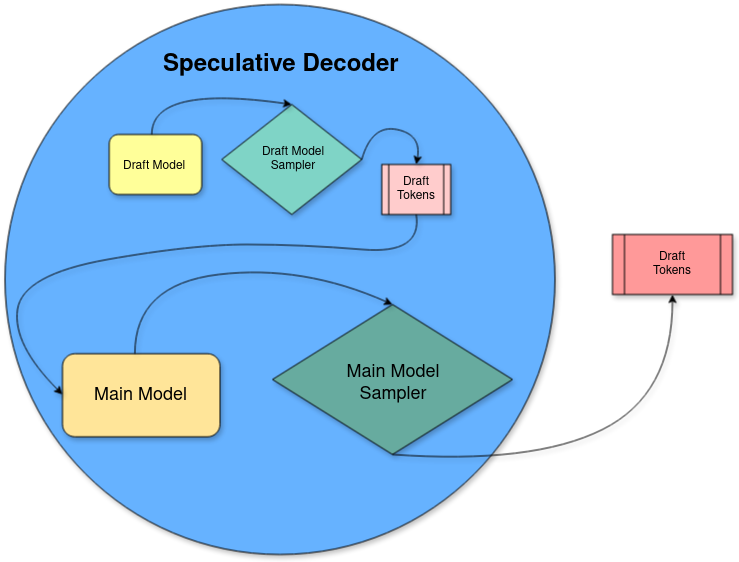 Speculative Decoder
Draft Model
Draft Model
Sampler
Draft
Tokens
Draft
Tokens
Main Model
Main Model
Sampler